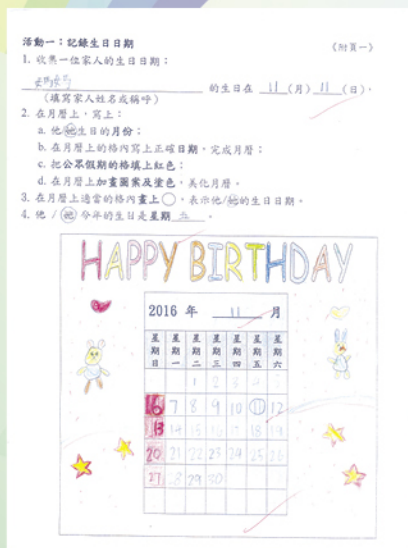 活動一：記錄生日日期
《附頁一》
1. 收集一位家人的生日日期：
媽媽 的生日在 11 (月) 11 (日)。
(填寫家人姓名或稱呼)
2. 在月曆上，寫上：
a. 他/她生日的月份；
b. 在月曆上的格內寫上正確日期，完成月曆；
c. 把公眾假期的格填上紅色；
d. 在月曆上加畫圖案及塗色，美化月曆。
3. 在月曆上適當的格內畫上○，表示他/她的生日日期。
4. 他 / 她 今年的生日是星期 五 。
HAPPY BIRTHDAY
2016 年 11 月
星期日 星期一 星期二 星期三 星期四 星期五 星期六
1 2 3 4 5
6 7 8 9 10 11 12
13 14 15 16 17 18 19
20 21 22 23 24 25 26
27 28 29 30